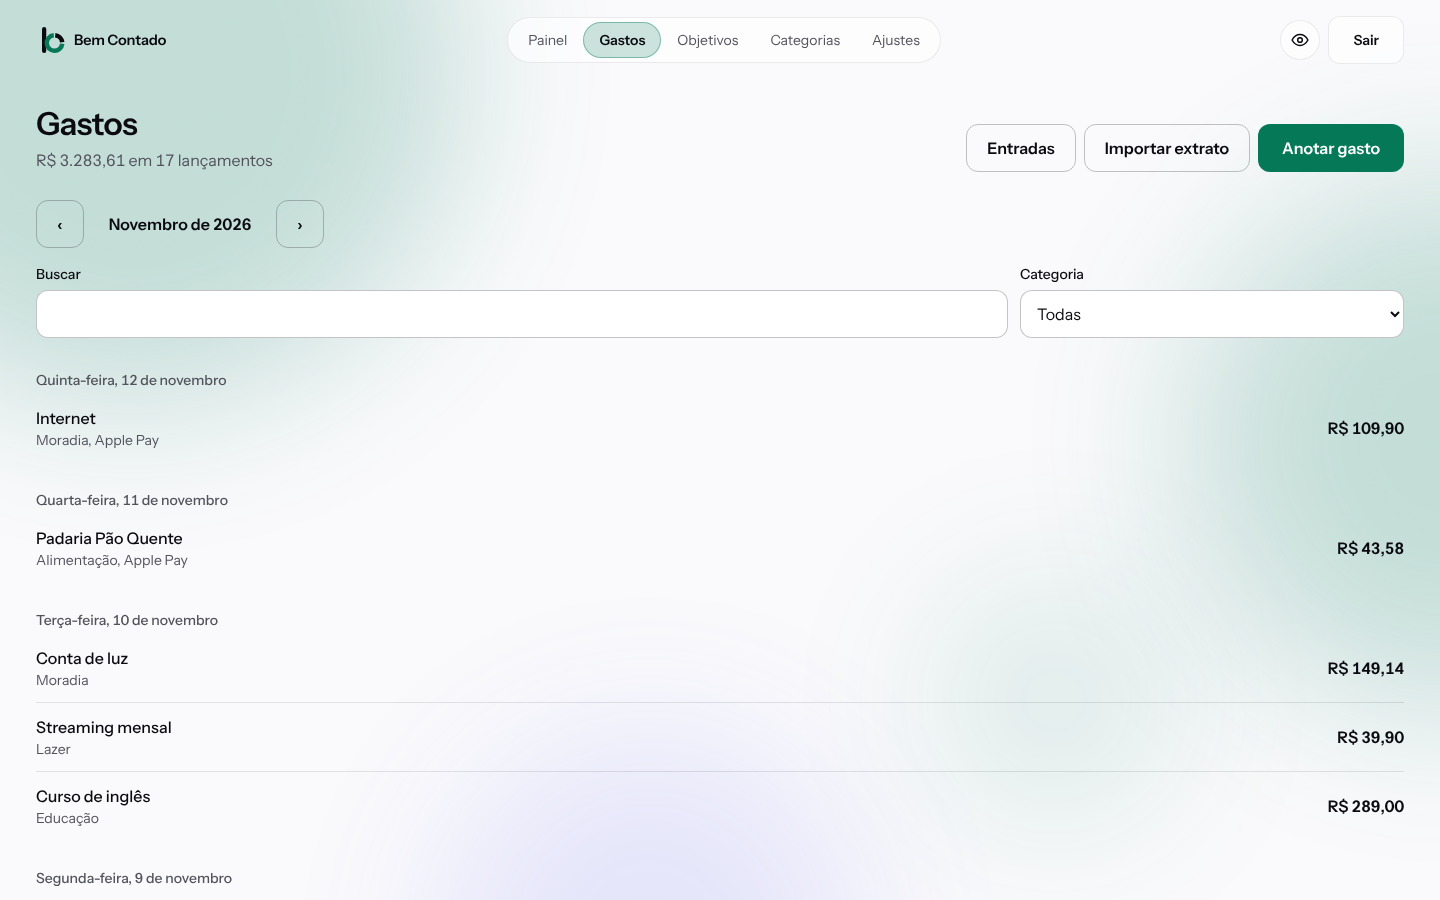 Bem Contado
Painel
Gastos
Objetivos
Categorias
Ajustes
Sair
Gastos
R$ 3.283,61 em 17 lançamentos
Entradas
Importar extrato
Anotar gasto
‹
Novembro de 2026
›
Buscar
Categoria
Todas
Quinta-feira, 12 de novembro
Internet
Moradia, Apple Pay
R$ 109,90
Quarta-feira, 11 de novembro
Padaria Pão Quente
Alimentação, Apple Pay
R$ 43,58
Terça-feira, 10 de novembro
Conta de luz
Moradia
R$ 149,14
Streaming mensal
Lazer
R$ 39,90
Curso de inglês
Educação
R$ 289,00
Segunda-feira, 9 de novembro